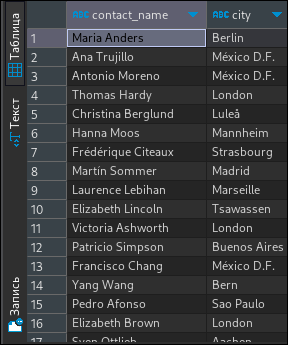 Таблица
Текст
Запись
ABC contact_name ABC city
1 Maria Anders Berlin
2 Ana Trujillo México D.F.
3 Antonio Moreno México D.F.
4 Thomas Hardy London
5 Christina Berglund Luleå
6 Hanna Moos Mannheim
7 Frédérique Citeaux Strasbourg
8 Martín Sommer Madrid
9 Laurence Lebihan Marseille
10 Elizabeth Lincoln Tsawassen
11 Victoria Ashworth London
12 Patricio Simpson Buenos Aires
13 Francisco Chang México D.F.
14 Yang Wang Bern
15 Pedro Afonso Sao Paulo
16 Elizabeth Brown London
17 Sven Ottlieb Aachen